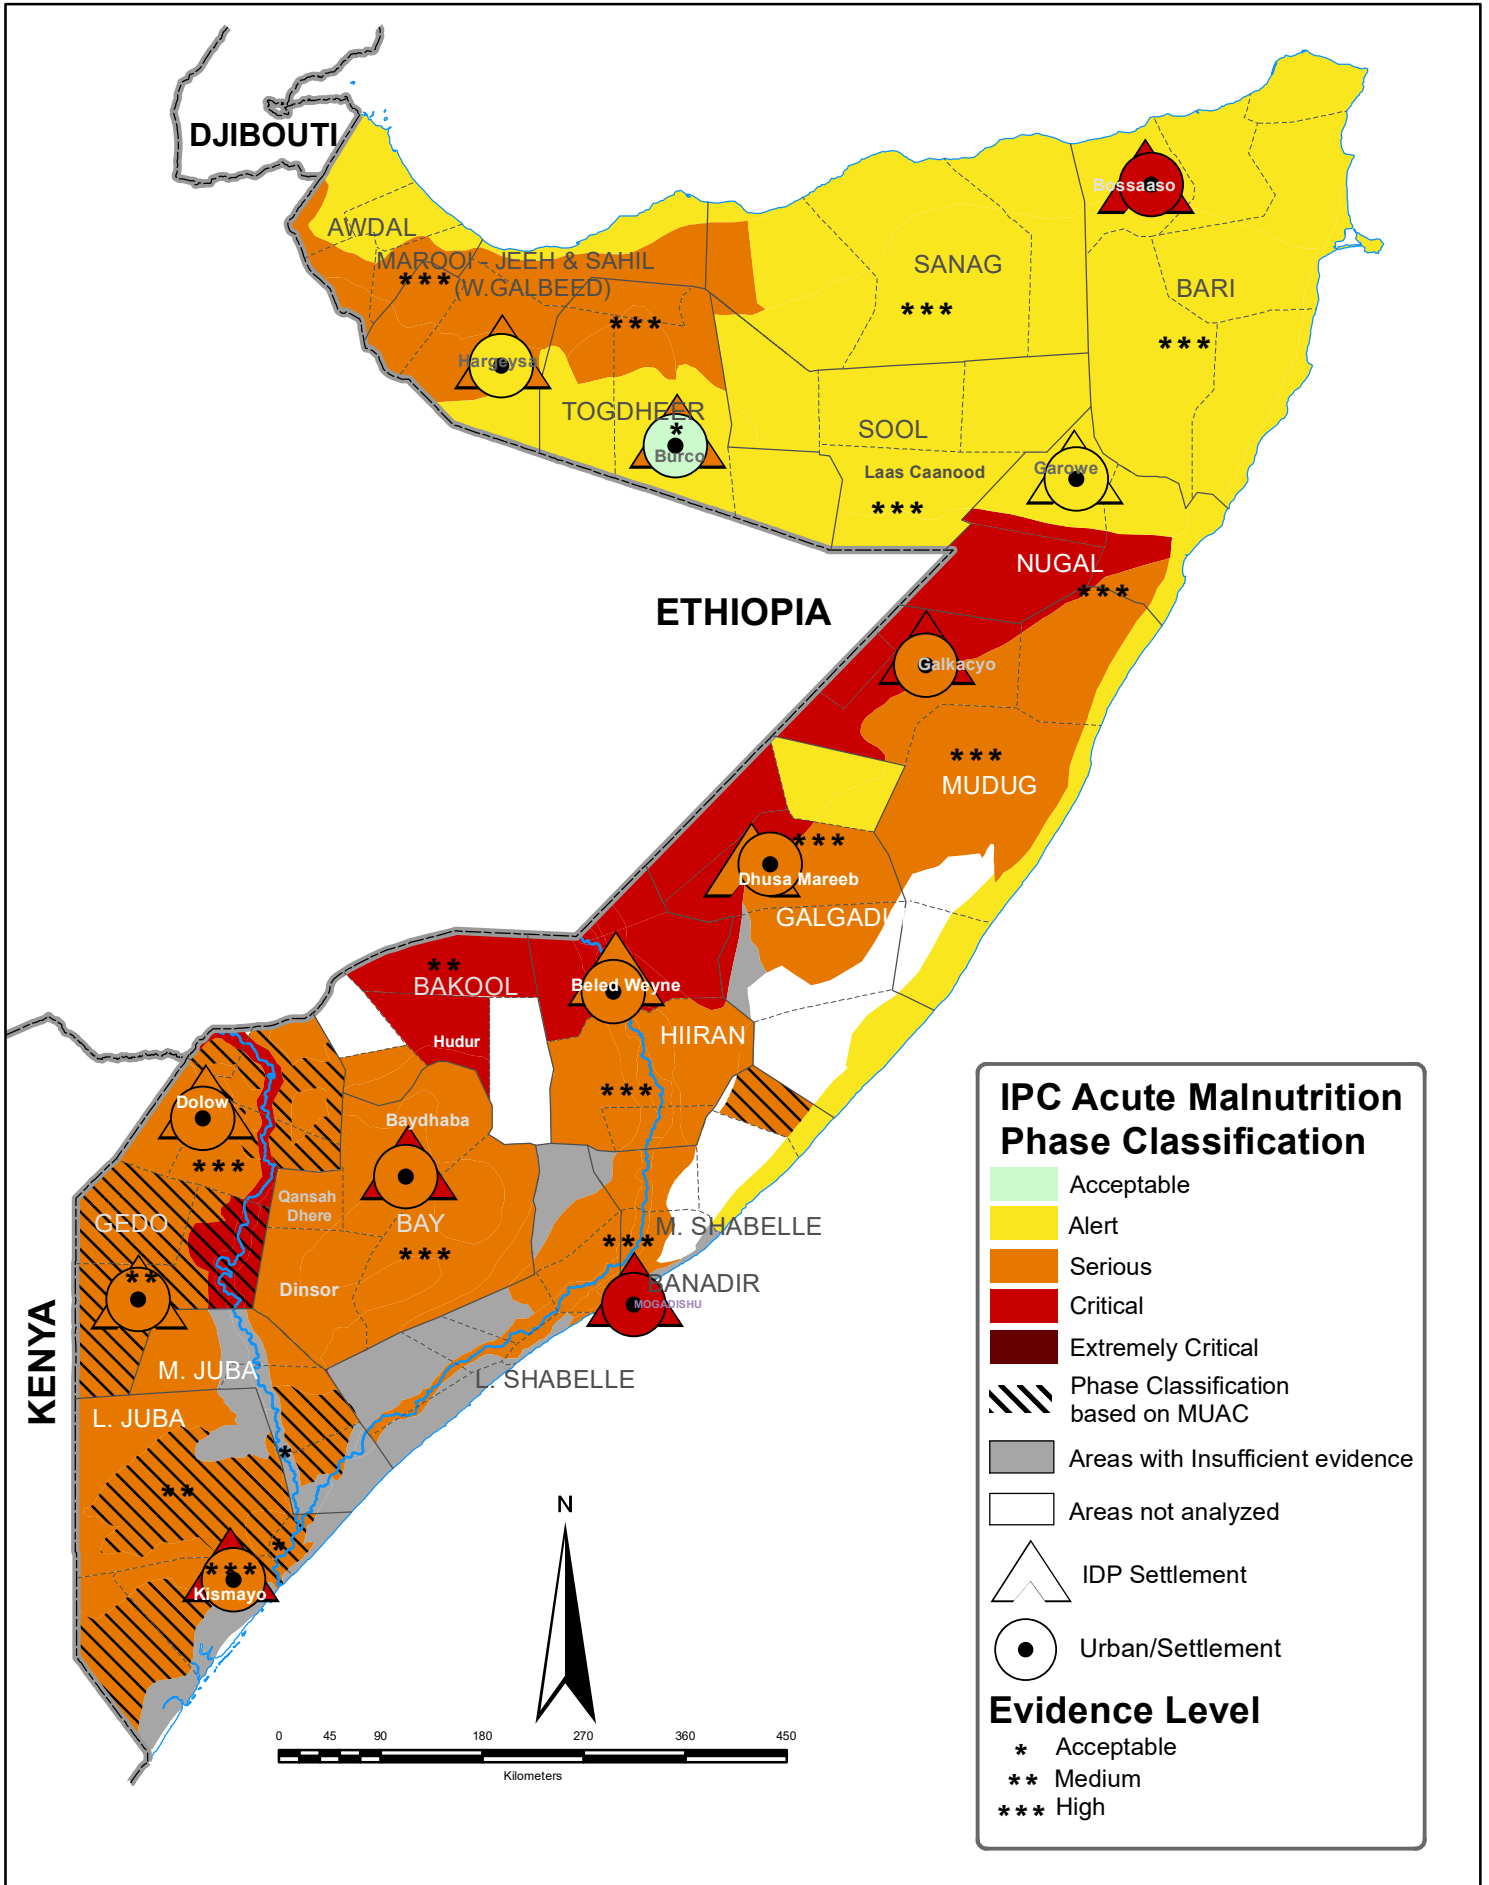 DJIBOUTI
Bossaaso
AWDAL
MAROOI - JEEH & SAHIL
(W.GALBEED)
***
SANAG
***
BARI
***
***
Hargeysa
TOGDHEER
*
Burco
SOOL
Laas Caanood
***
Garowe
NUGAL
***
ETHIOPIA
Galkacyo
***
MUDUG
***
Dhusa Mareeb
GALGADU
**
BAKOOL
Beled Weyne
Hudur
HIIRAN
***
Dolow
***
Baydhaba
Qansah
Dhere
GEDO
BAY
***
***
M. SHABELLE
**
Dinsor
BANADIR
MOGADISHU
KENYA
M. JUBA
L. SHABELLE
L. JUBA
*
**
*
***
Kismayo
N
0 45 90 180 270 360 450
Kilometers
IPC Acute Malnutrition
Phase Classification
Acceptable
Alert
Serious
Critical
Extremely Critical
Phase Classification
based on MUAC
Areas with Insufficient evidence
Areas not analyzed
IDP Settlement
Urban/Settlement
Evidence Level
* Acceptable
** Medium
*** High